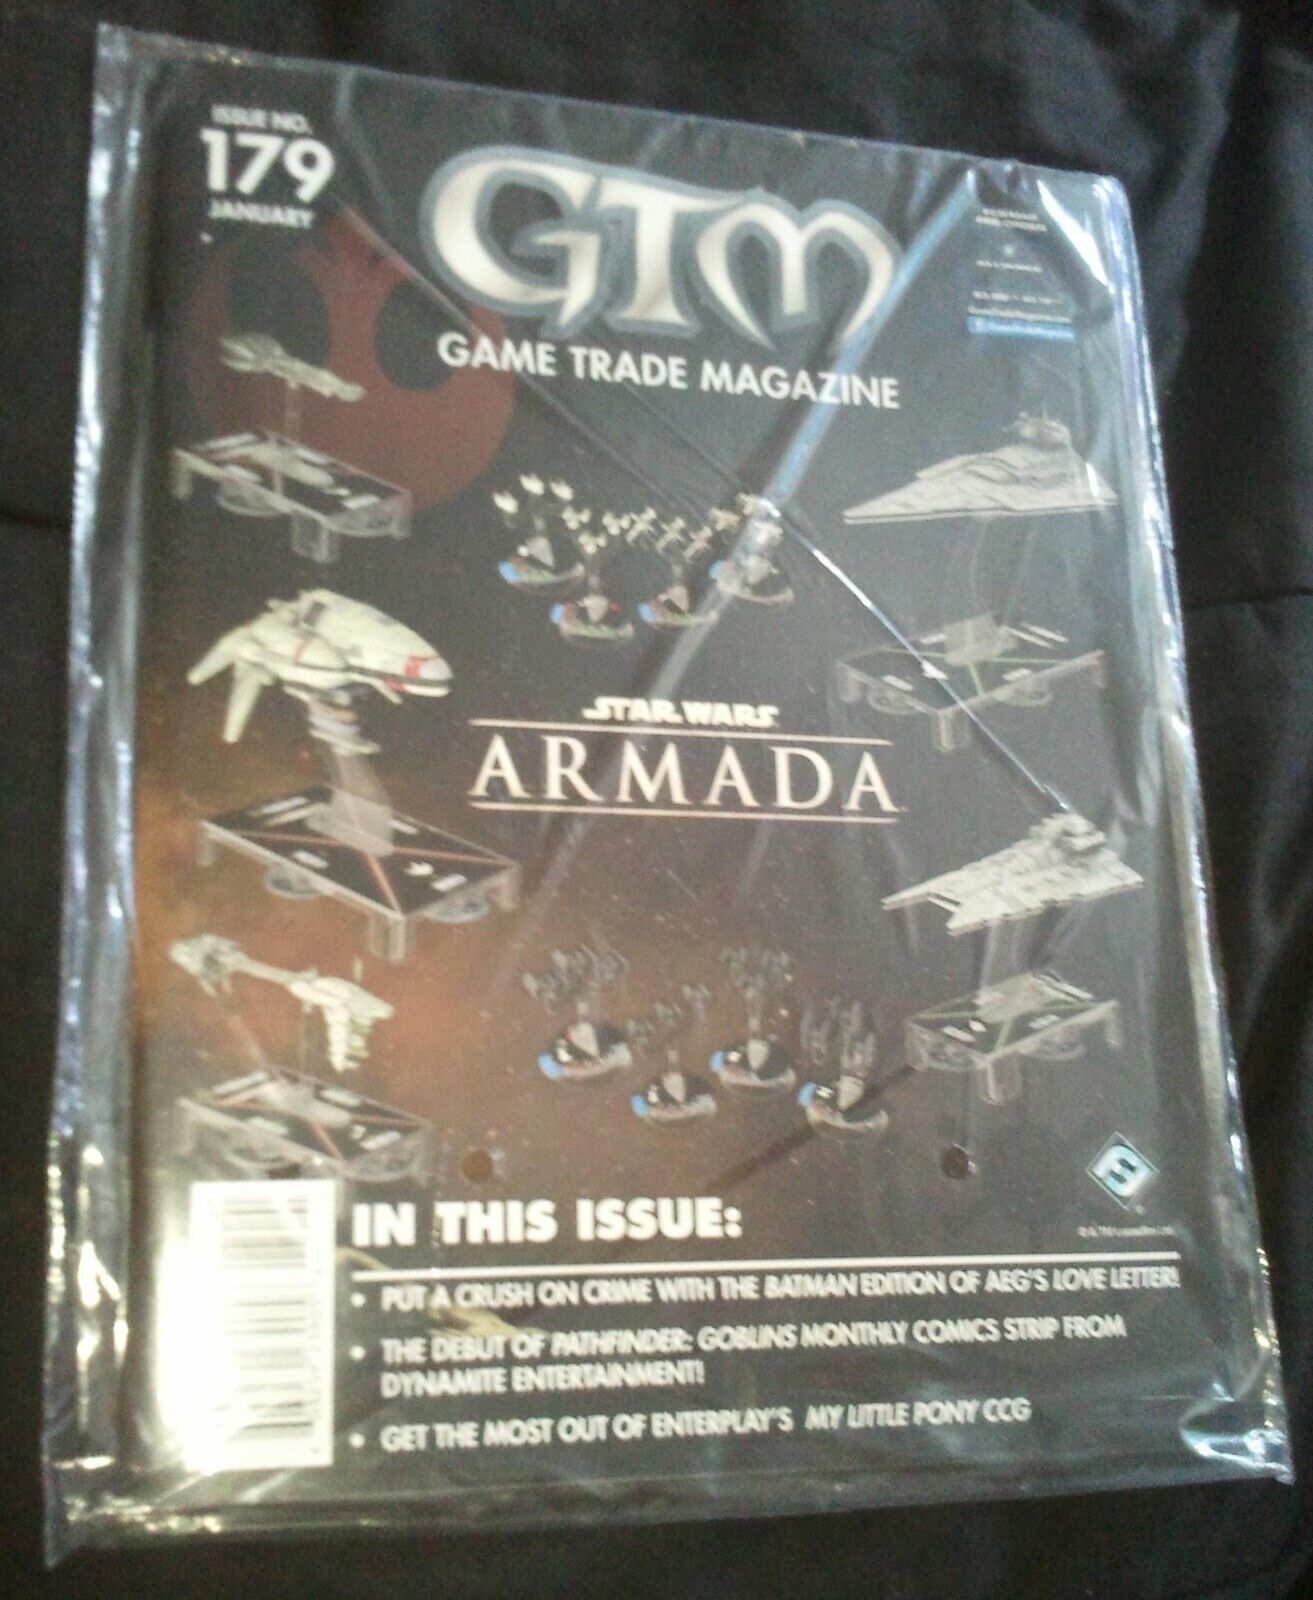 ISSUE NO.
179
JANUARY
GTM
GAME TRADE MAGAZINE
STAR WARS
ARMADA
IN THIS ISSUE:
• PUT A CRUSH ON CRIME WITH THE BATMAN EDITION OF AEG'S LOVE LETTER!
• THE DEBUT OF PATHFINDER: GOBLINS MONTHLY COMICS STRIP FROM
DYNAMITE ENTERTAINMENT!
• GET THE MOST OUT OF ENTERPLAY'S MY LITTLE PONY CCG